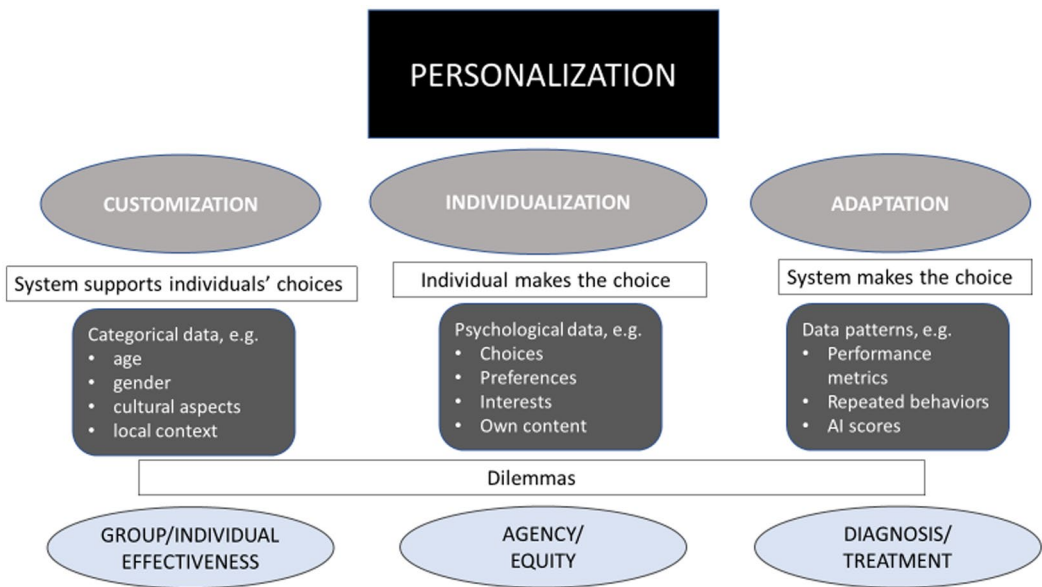 PERSONALIZATION
CUSTOMIZATION
INDIVIDUALIZATION
ADAPTATION
System supports individuals’ choices
Individual makes the choice
System makes the choice
Categorical data, e.g.
• age
• gender
• cultural aspects
• local context
Psychological data, e.g.
• Choices
• Preferences
• Interests
• Own content
Data patterns, e.g.
• Performance
metrics
• Repeated behaviors
• AI scores
Dilemmas
GROUP/INDIVIDUAL
EFFECTIVENESS
AGENCY/
EQUITY
DIAGNOSIS/
TREATMENT